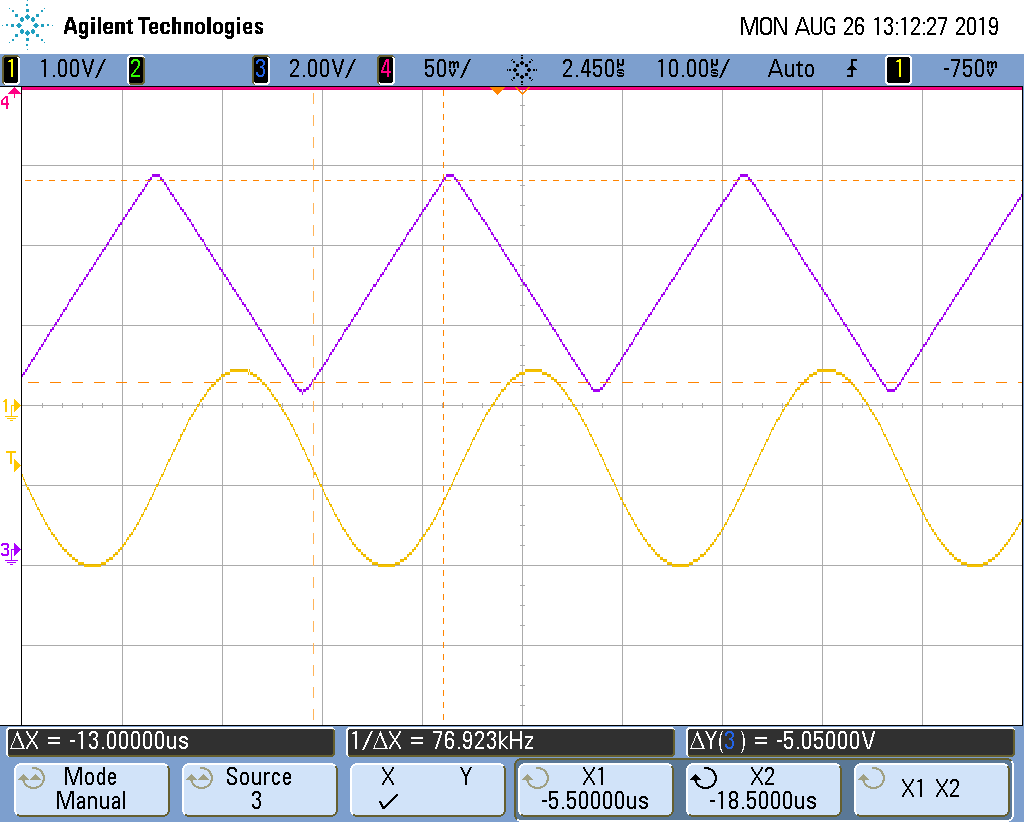 Agilent Technologies MON AUG 26 13:12:27 2019
1 1.00V/ 2 3 2.00V/ 4 50mV/ 2.450µs 10.00µs/ Auto 1 -750mV
4
1
T
3
ΔX = -13.00000us 1/ΔX = 76.923kHz ΔY(3) = -5.05000V
Mode Source X Y X1 X2 X1 X2
Manual 3 -5.50000us -18.5000us